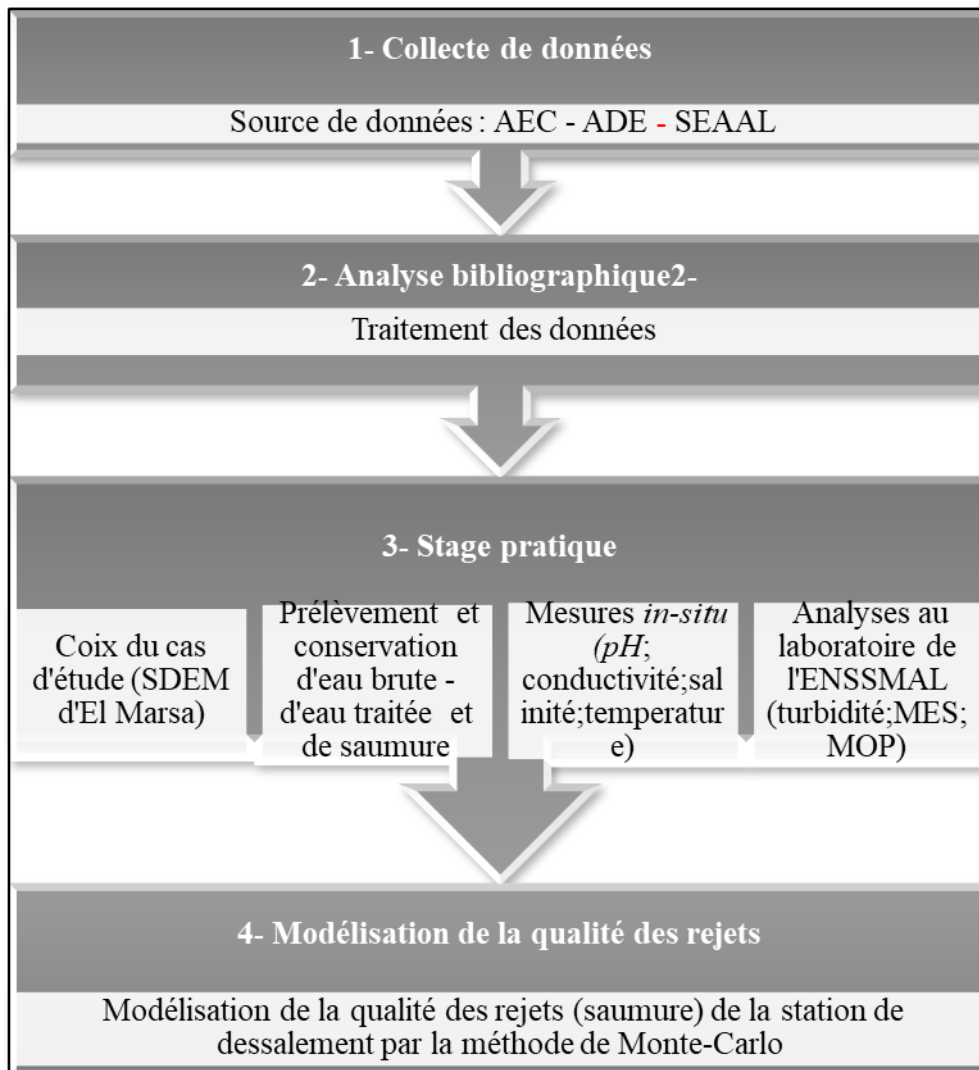 1- Collecte de données
Source de données : AEC - ADE - SEAAL
2- Analyse bibliographique2-
Traitement des données
3- Stage pratique
Coix du cas
d'étude (SDEM
d'El Marsa)
Prélèvement et
conservation
d'eau brute -
d'eau traitée et
de saumure
Mesures in-situ
(pH;
conductivité;sal
inité;temperatur
e)
Analyses au
laboratoire de
l'ENSSMAL
(turbidité;MES;
MOP)
4- Modélisation de la qualité des rejets
Modélisation de la qualité des rejets (saumure) de la station de
dessalement par la méthode de Monte-Carlo